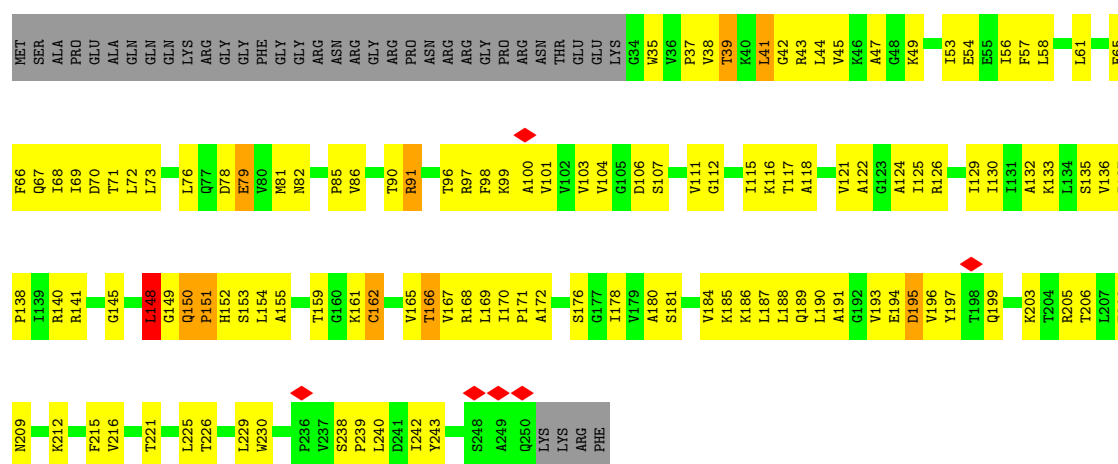 MET SER ALA PRO GLU ALA GLN GLN GLN LYS ARG GLY GLY PHE GLY GLY ARG ASN ARG GLY ARG PRO ASN ARG ARG GLY PRO ARG ASN THR GLU GLU LYS G34 W35 V36 P37 V38 T39 K40 L41 G42 R43 L44 V45 K46 A47 G48 K49 I53 E54 E55 I56 F57 L58 L61
F66 Q67 I68 I69 D70 T71 L72 L73 L76 Q77 D78 E79 V80 M81 N82 P85 V86 T90 R91 T96 R97 F98 K99 A100 V101 V102 V103 V104 G105 D106 S107 V111 G112 I115 K116 T117 A118 V121 A122 G123 A124 I125 R126 I129 I130 I131 A132 K133 L134 S135 V136
P138 I139 R140 R141 G145 L148 G149 Q150 P151 H152 S153 L154 A155 T159 G160 K161 C162 V165 T166 V167 R168 L169 I170 P171 A172 S176 G177 I178 V179 A180 S181 V184 K185 K186 L187 L188 Q189 L190 A191 G192 V193 E194 D195 V196 Y197 T198 Q199 K203 T204 R205 T206 L207
N209 K212 F215 V216 T221 L225 T226 L229 W230 P236 V237 S238 P239 L240 D241 I242 Y243 S248 A249 Q250 LYS LYS ARG PHE